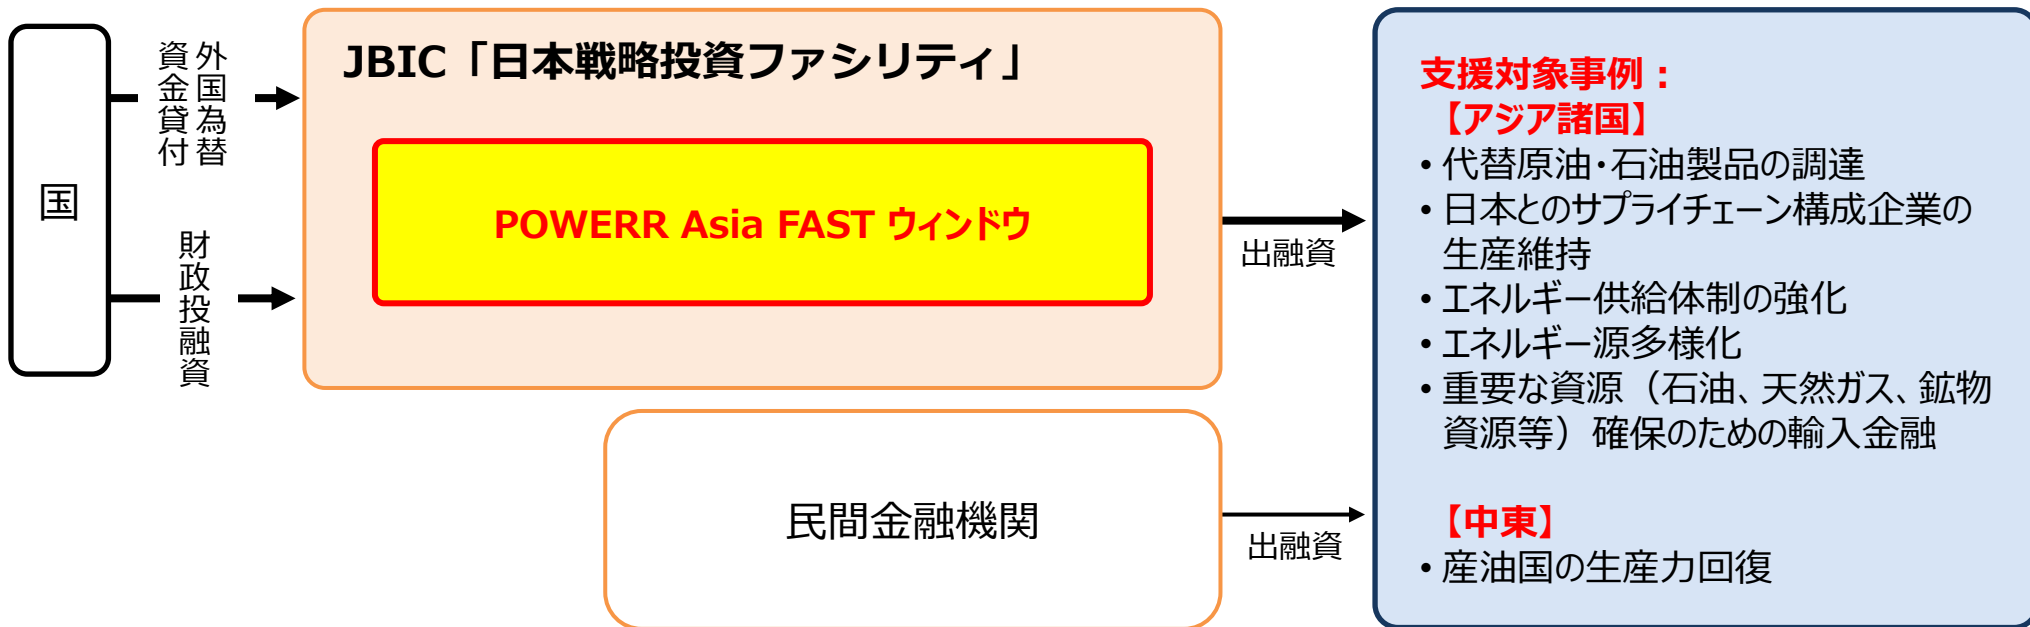 国
外国為替
資金貸付
財政投融資
JBIC「日本戦略投資ファシリティ」
POWERR Asia FAST ウィンドウ
民間金融機関
出融資
出融資
支援対象事例：
【アジア諸国】
• 代替原油・石油製品の調達
• 日本とのサプライチェーン構成企業の
生産維持
• エネルギー供給体制の強化
• エネルギー源多様化
• 重要な資源（石油、天然ガス、鉱物
資源等）確保のための輸入金融
【中東】
• 産油国の生産力回復